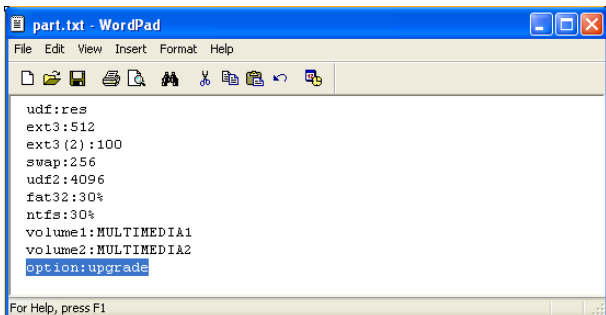 part.txt - WordPad
File Edit View Insert Format Help
udf:res
ext3:512
ext3(2):100
swap:256
udf2:4096
fat32:30%
ntfs:30%
volume1:MULTIMEDIA1
volume2:MULTIMEDIA2
option:upgrade
For Help, press F1